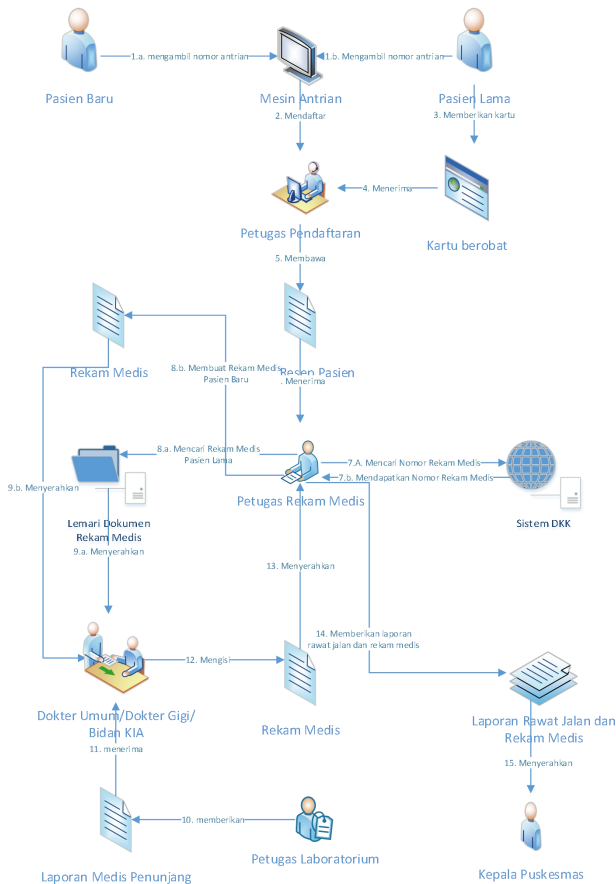 1.a. mengambil nomor antrian
1.b. Mengambil nomor antrian
Pasien Baru
Mesin Antrian
Pasien Lama
2. Mendaftar
3. Memberikan kartu
4. Menerima
Petugas Pendaftaran
Kartu berobat
5. Membawa
Rekam Medis
8.b. Membuat Rekam Medis
Pasien Baru
Resep Pasien
. Menerima
8.a. Mencari Rekam Medis
Pasien Lama
7.A. Mencari Nomor Rekam Medis
7.b. Mendapatkan Nomor Rekam Medis
9.b. Menyerahkan
Petugas Rekam Medis
Lemari Dokumen
Rekam Medis
Sistem DKK
9.a. Menyerahkan
13. Menyerahkan
14. Memberikan laporan
rawat jalan dan rekam medis
12. Mengisi
Dokter Umum/Dokter Gigi/
Bidan KIA
Rekam Medis
Laporan Rawat Jalan dan
Rekam Medis
11. menerima
15. Menyerahkan
10. memberikan
Petugas Laboratorium
Laporan Medis Penunjang
Kepala Puskesmas